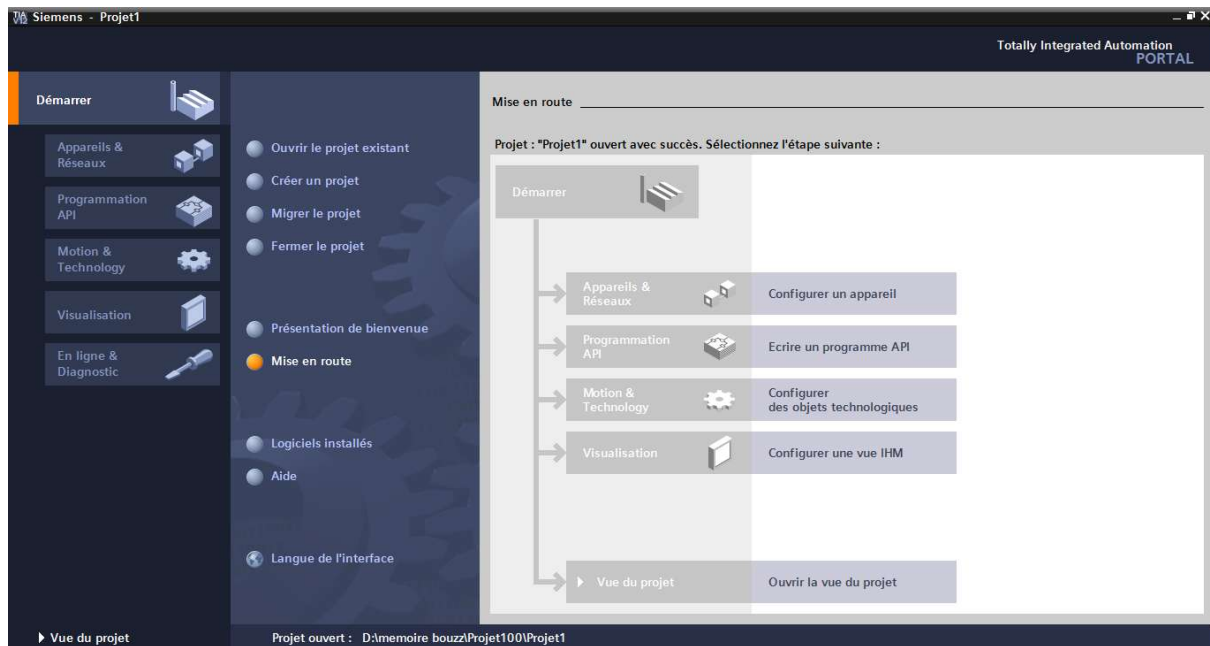 Siemens - Projet1
Totally Integrated Automation
PORTAL
Démarrer
Appareils &
Réseaux
Programmation
API
Motion &
Technology
Visualisation
En ligne &
Diagnostic
Ouvrir le projet existant
Créer un projet
Migrer le projet
Fermer le projet
Présentation de bienvenue
Mise en route
Logiciels installés
Aide
Langue de l'interface
Mise en route
Projet : "Projet1" ouvert avec succès. Sélectionnez l'étape suivante :
Démarrer
Appareils &
Réseaux
Configurer un appareil
Programmation
API
Ecrire un programme API
Motion &
Technology
Configurer
des objets technologiques
Visualisation
Configurer une vue IHM
Vue du projet
Ouvrir la vue du projet
Vue du projet
Projet ouvert : D:\memoire bouzz\Projet100\Projet1